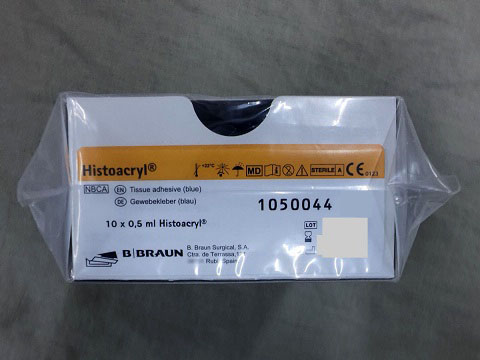 Histoacryl® +22°C MD STERILE A CE 0123
NBCA EN Tissue adhesive (blue)
DE Gewebekleber (blau)
1050044
10 x 0,5 ml Histoacryl®
LOT
B|BRAUN
B. Braun Surgical, S.A.
Ctra. de Terrassa, 121
Rubí Spain